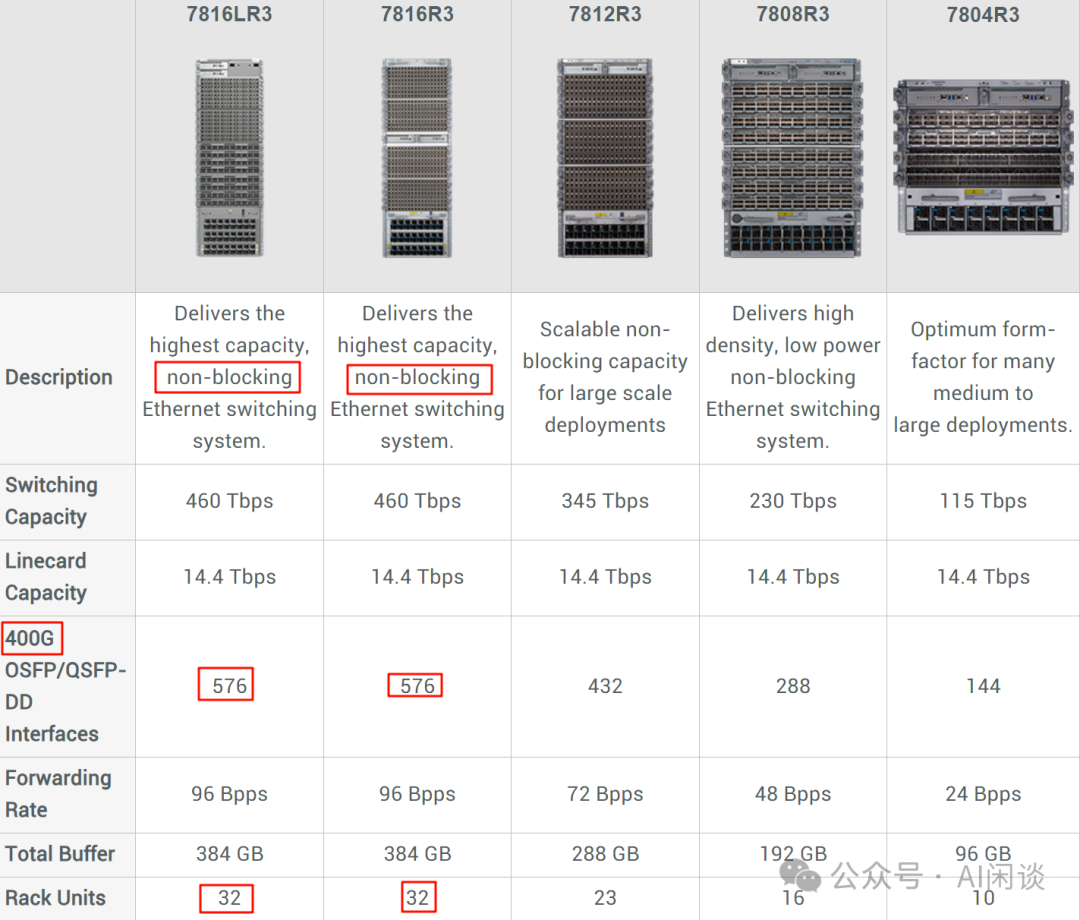 7816LR3 7816R3 7812R3 7808R3 7804R3
Description
Delivers the
highest capacity,
non-blocking
Ethernet switching
system.
Delivers the
highest capacity,
non-blocking
Ethernet switching
system.
Scalable non-
blocking capacity
for large scale
deployments
Delivers high
density, low power
non-blocking
Ethernet switching
system.
Optimum form-
factor for many
medium to
large deployments.
Switching
Capacity
460 Tbps 460 Tbps 345 Tbps 230 Tbps 115 Tbps
Linecard
Capacity
14.4 Tbps 14.4 Tbps 14.4 Tbps 14.4 Tbps 14.4 Tbps
400G
OSFP/QSFP-
DD
Interfaces
576 576 432 288 144
Forwarding
Rate
96 Bpps 96 Bpps 72 Bpps 48 Bpps 24 Bpps
Total Buffer 384 GB 384 GB 288 GB 192 GB 96 GB
Rack Units 32 32 23 16 10
公众号 · AI闲谈